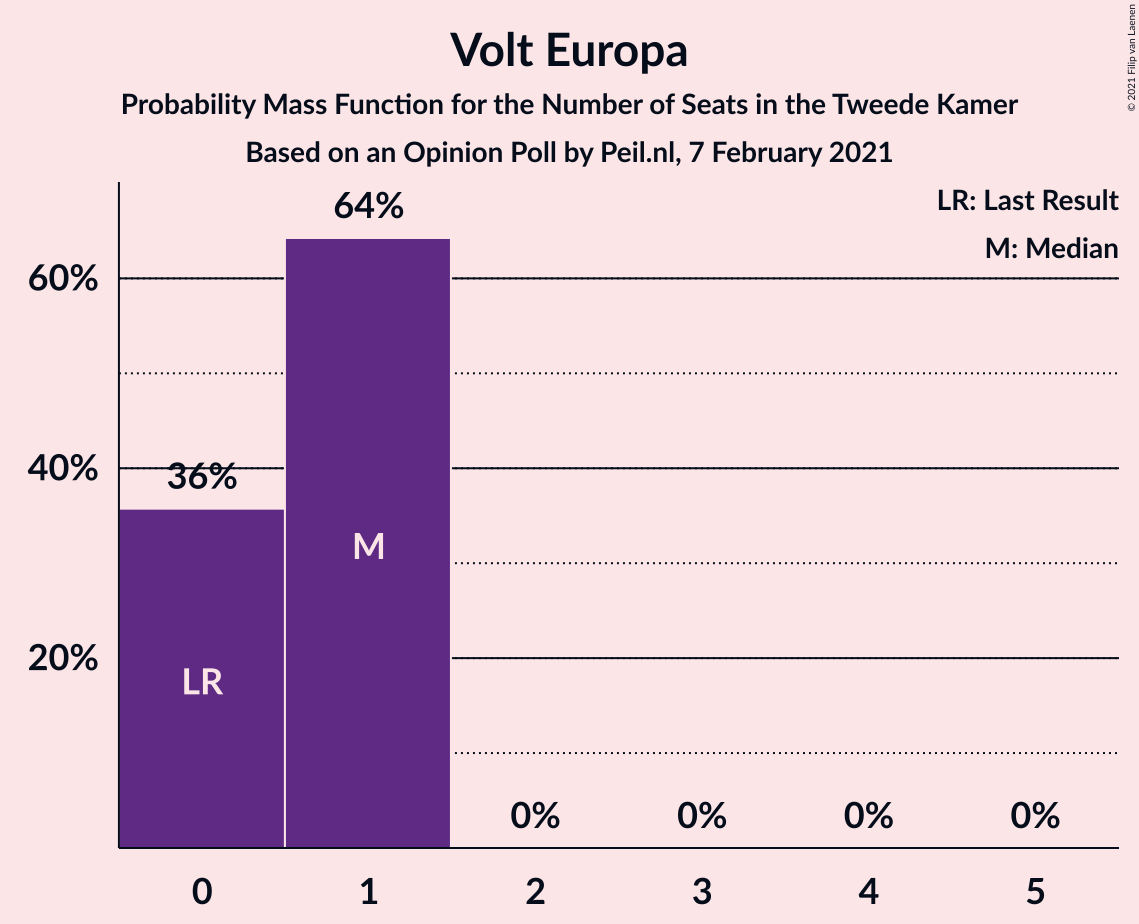 Volt Europa
Probability Mass Function for the Number of Seats in the Tweede Kamer
Based on an Opinion Poll by Peil.nl, 7 February 2021
© 2021 Filip van Laenen
LR: Last Result
M: Median
64%
60%
40%
36%
M
20%
LR
0% 0% 0% 0%
0 1 2 3 4 5